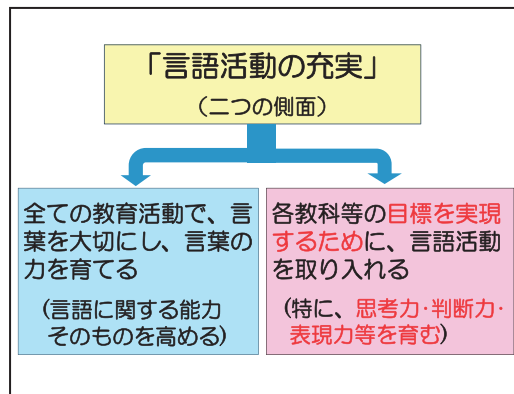 「言語活動の充実」
（二つの側面）
全ての教育活動で、言
葉を大切にし、言葉の
力を育てる
(言語に関する能力
そのものを高める)
各教科等の目標を実現
するために、言語活動
を取り入れる
(特に、思考力・判断力・
表現力等を育む)